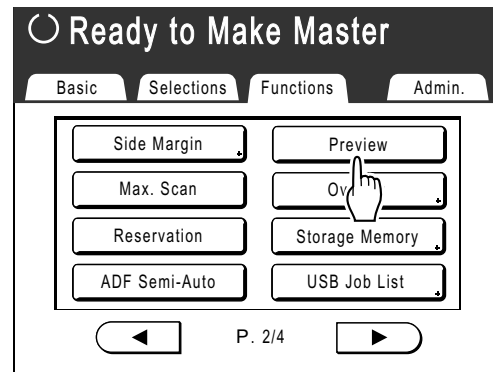 Ready to Make Master
Basic Selections Functions Admin.
Side Margin Preview
Max. Scan
Reservation Storage Memory
ADF Semi-Auto USB Job List
P. 2/4